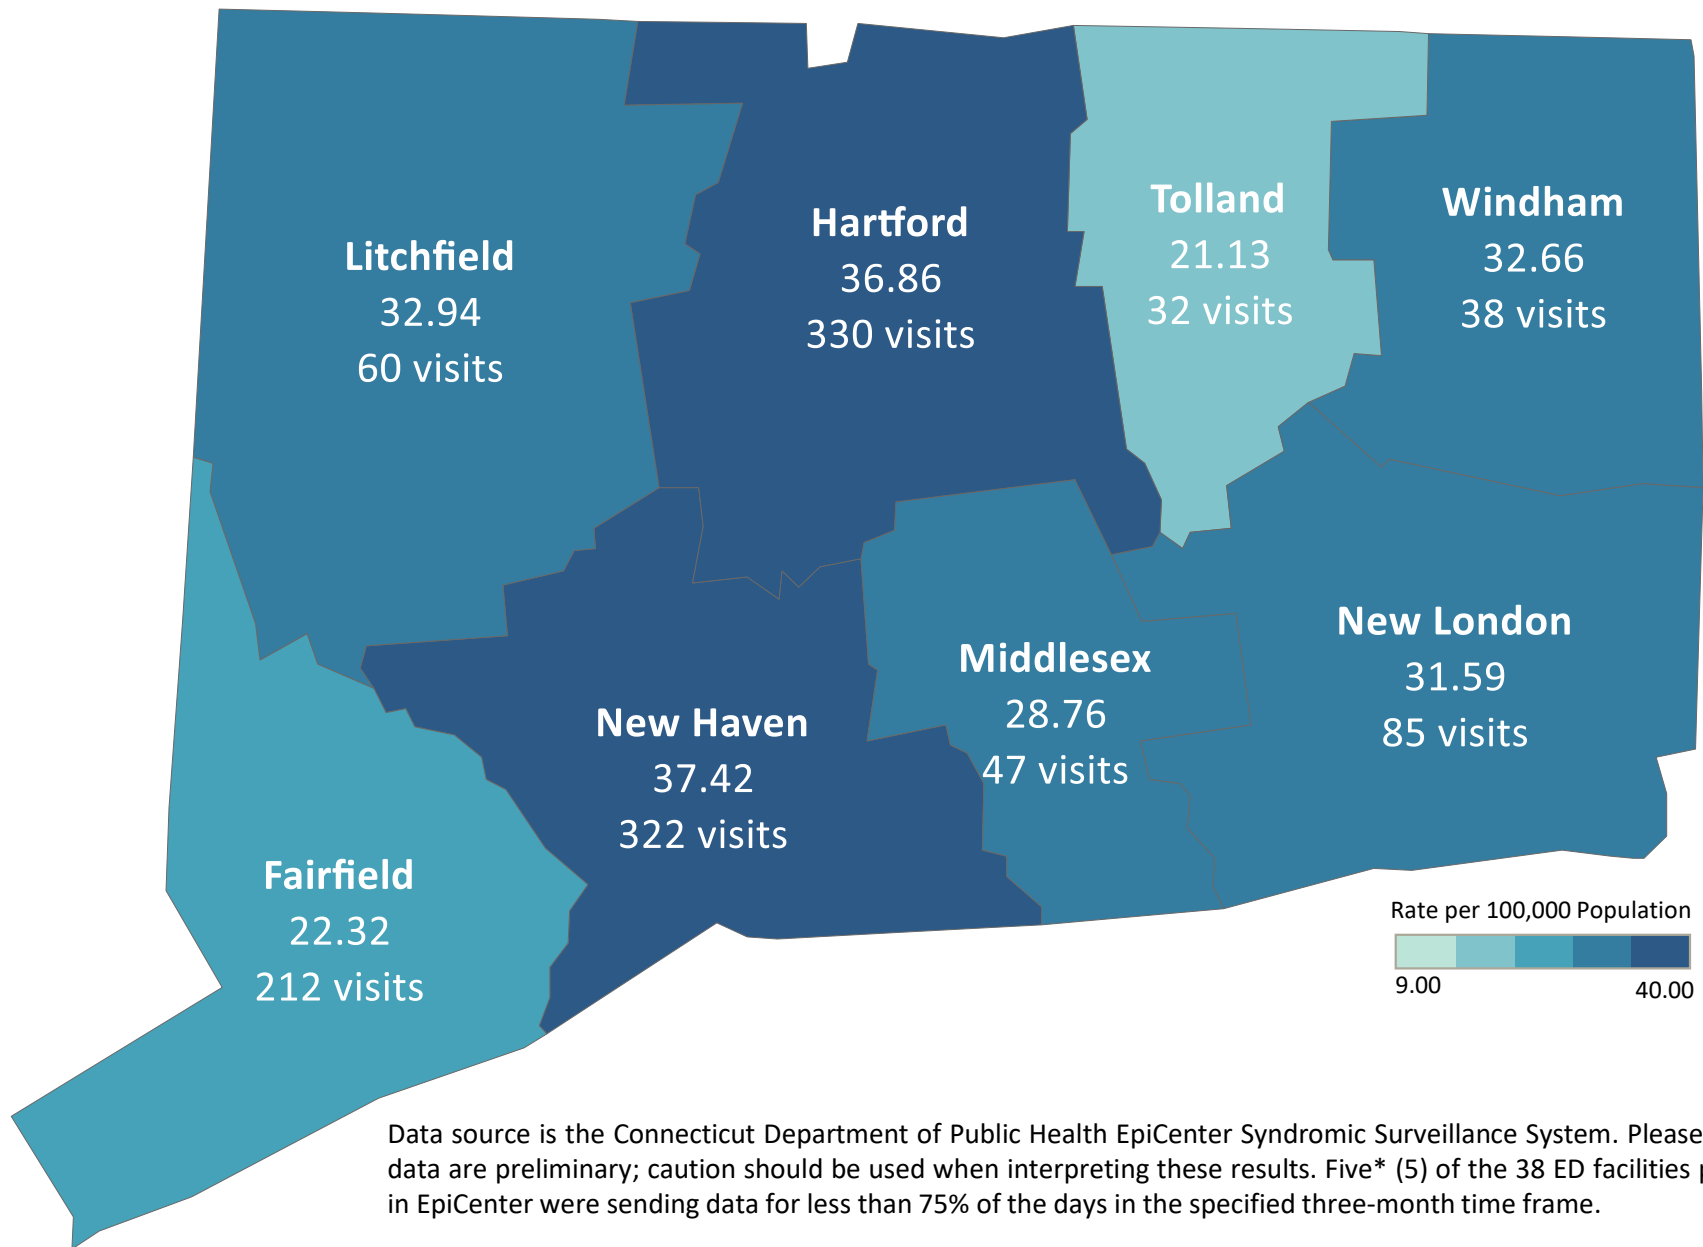 Tolland
21.13
32 visits
Windham
32.66
38 visits
Hartford
36.86
330 visits
Litchfield
32.94
60 visits
New London
31.59
85 visits
Middlesex
28.76
47 visits
New Haven
37.42
322 visits
Fairfield
22.32
212 visits
Rate per 100,000 Population
9.00
40.00
Data source is the Connecticut Department of Public Health EpiCenter Syndromic Surveillance System. Please
data are preliminary; caution should be used when interpreting these results. Five* (5) of the 38 ED facilities
in EpiCenter were sending data for less than 75% of the days in the specified three-month time frame.